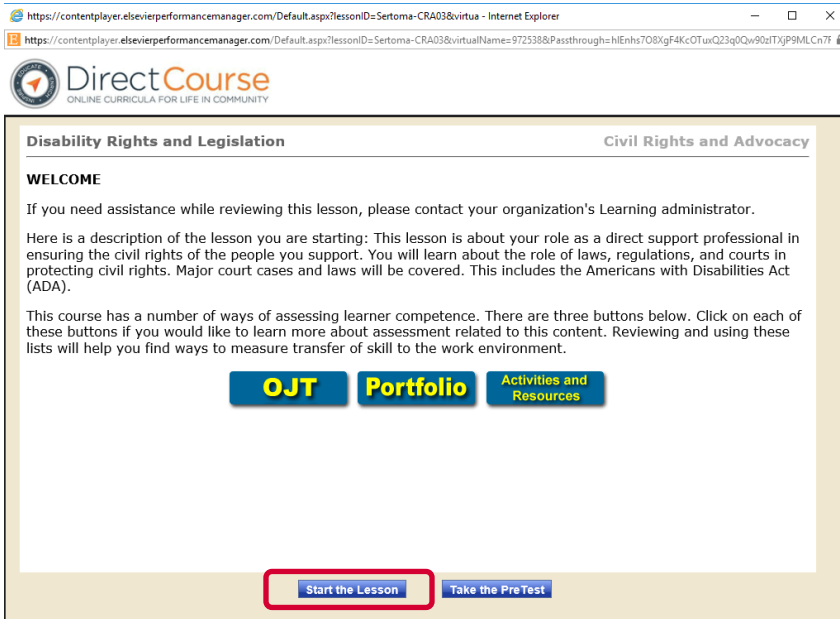 https://contentplayer.elsevierperformancemanager.com/Default.aspx?lessonID=Sertoma-CRA03&virtua - Internet Explorer
https://contentplayer.elsevierperformancemanager.com/Default.aspx?lessonID=Sertoma-CRA03&virtualName=972538&Passthrough=
DirectCourse
ONLINE CURRICULA FOR LIFE IN COMMUNITY
Disability Rights and Legislation
Civil Rights and Advocacy
WELCOME
If you need assistance while reviewing this lesson, please contact your organization's Learning administrator.
Here is a description of the lesson you are starting: This lesson is about your role as a direct support professional in
ensuring the civil rights of the people you support. You will learn about the role of laws, regulations, and courts in
protecting civil rights. Major court cases and laws will be covered. This includes the Americans with Disabilities Act
(ADA).
This course has a number of ways of assessing learner competence. There are three buttons below. Click on each of
these buttons if you would like to learn more about assessment related to this content. Reviewing and using these
lists will help you find ways to measure transfer of skill to the work environment.
OJT
Portfolio
Activities and
Resources
Start the Lesson
Take the PreTest